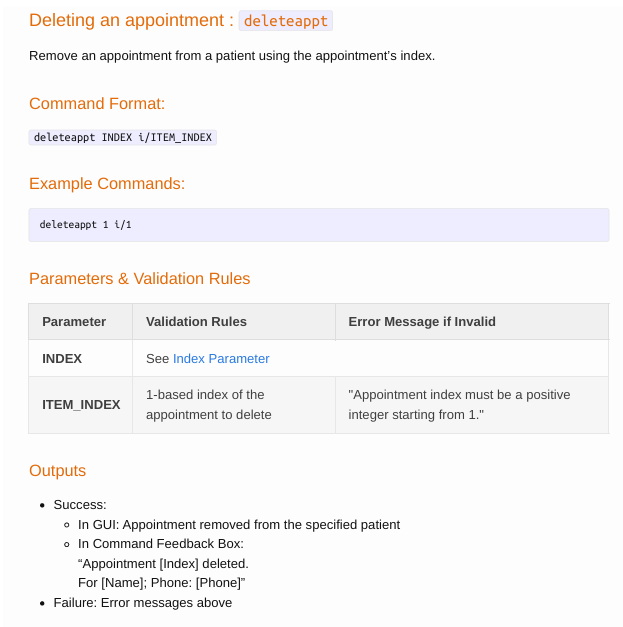 Deleting an appointment : deleteappt
Remove an appointment from a patient using the appointment’s index.
Command Format:
deleteappt INDEX i/ITEM_INDEX
Example Commands:
deleteappt 1 i/1
Parameters & Validation Rules
Parameter Validation Rules Error Message if Invalid
INDEX See Index Parameter
ITEM_INDEX 1-based index of the appointment to delete "Appointment index must be a positive integer starting from 1."
Outputs
• Success:
◦ In GUI: Appointment removed from the specified patient
◦ In Command Feedback Box:
“Appointment [Index] deleted.
For [Name]; Phone: [Phone]”
• Failure: Error messages above